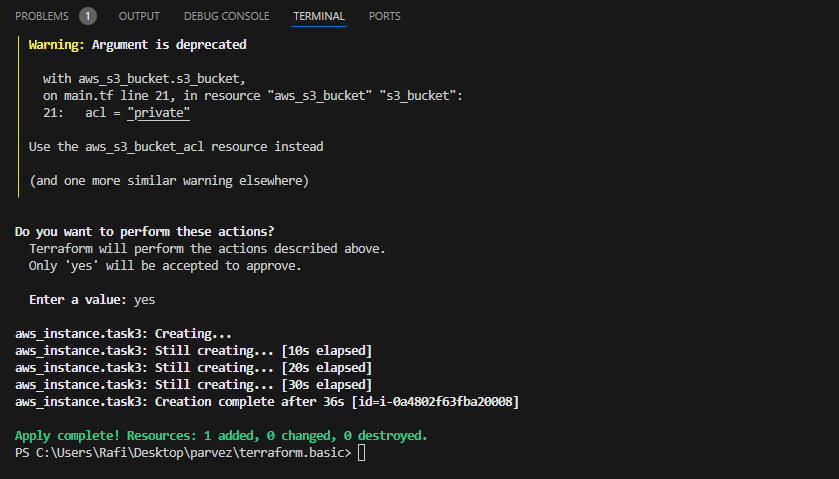 PROBLEMS 1 OUTPUT DEBUG CONSOLE TERMINAL PORTS
Warning: Argument is deprecated
with aws_s3_bucket.s3_bucket,
on main.tf line 21, in resource "aws_s3_bucket" "s3_bucket":
21: acl = "private"
Use the aws_s3_bucket_acl resource instead
(and one more similar warning elsewhere)
Do you want to perform these actions?
Terraform will perform the actions described above.
Only 'yes' will be accepted to approve.
Enter a value: yes
aws_instance.task3: Creating...
aws_instance.task3: Still creating... [10s elapsed]
aws_instance.task3: Still creating... [20s elapsed]
aws_instance.task3: Still creating... [30s elapsed]
aws_instance.task3: Creation complete after 36s [id=i-0a4802f63fba20008]
Apply complete! Resources: 1 added, 0 changed, 0 destroyed.
PS C:\Users\Rafi\Desktop\parvez\terraform.basic>